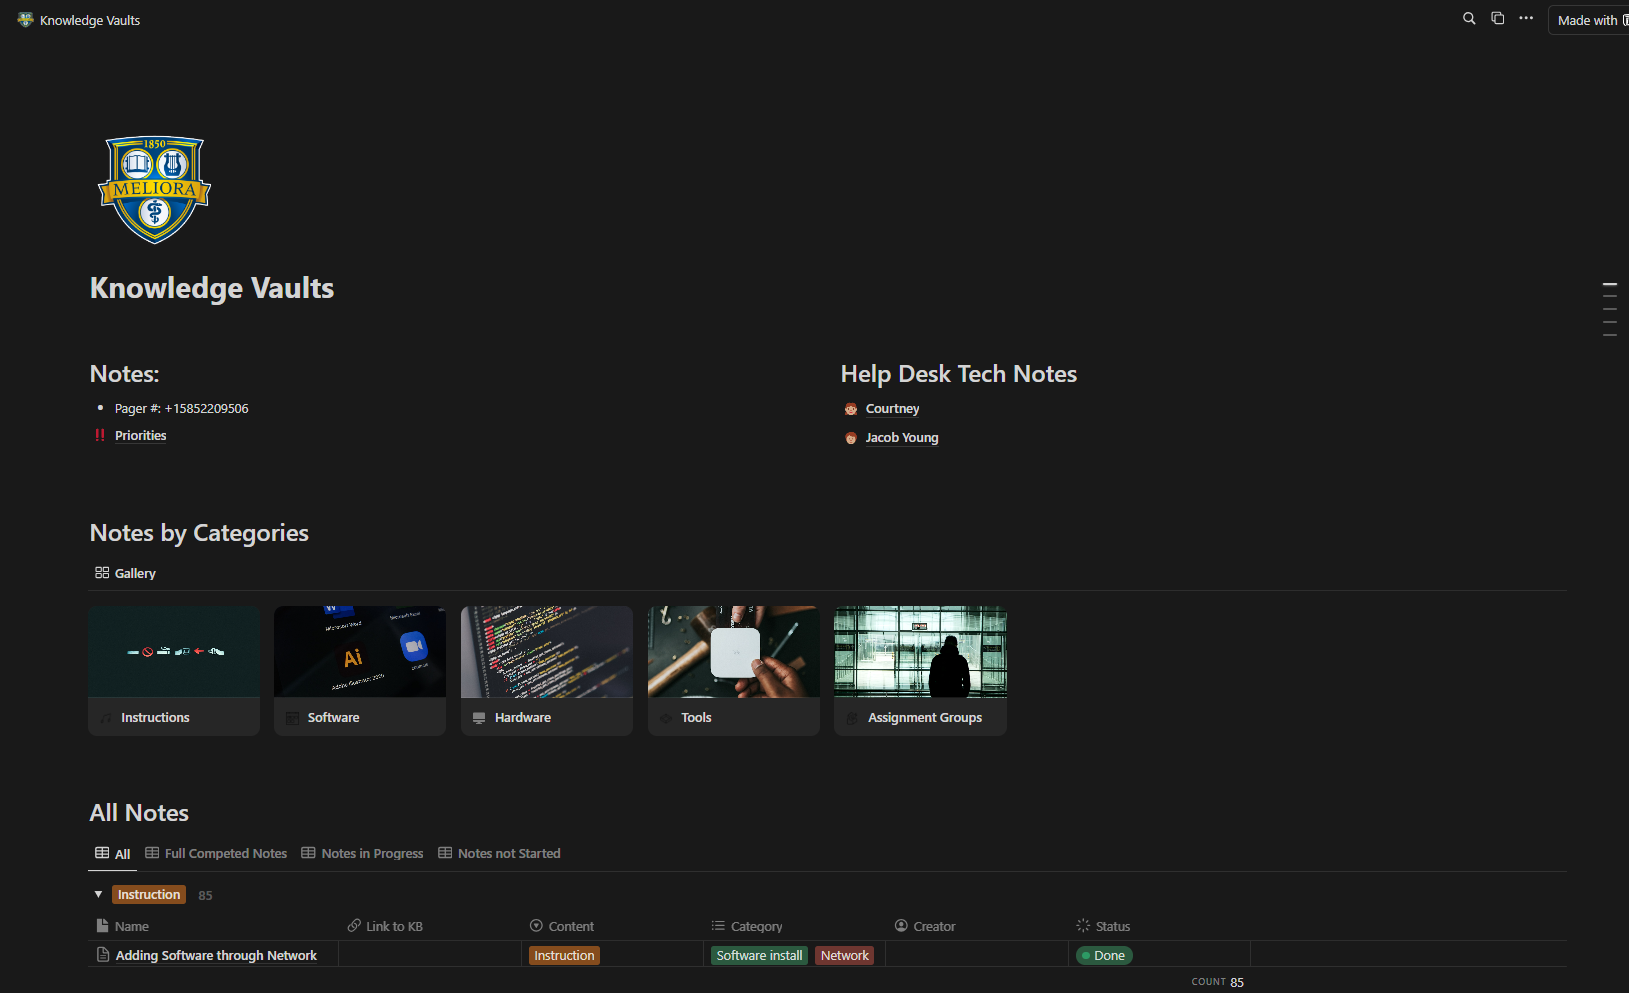 Knowledge Vaults
Made with
1850
MELIORA
Knowledge Vaults
Notes:
Pager #: +15852209506
‼ Priorities
Help Desk Tech Notes
Courtney
Jacob Young
Notes by Categories
Gallery
Microsoft Word
Ai
Instructions
Software
Hardware
Tools
Assignment Groups
All Notes
All
Full Competed Notes
Notes in Progress
Notes not Started
Instruction 85
Name Link to KB Content Category Creator Status
Adding Software through Network Instruction Software install Network Done
COUNT 85